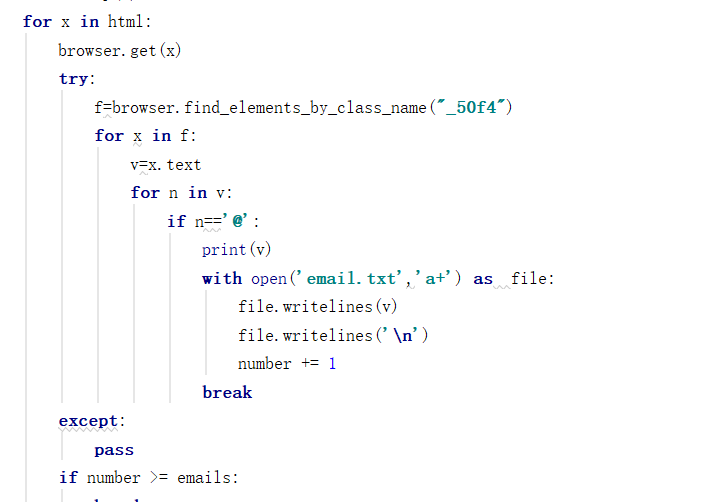 for x in html:
    browser.get(x)
    try:
        f=browser.find_elements_by_class_name("_50f4")
        for x in f:
            v=x.text
            for n in v:
                if n=='@':
                    print(v)
                    with open('email.txt','a+') as  file:
                        file.writelines(v)
                        file.writelines('\n')
                        number += 1
                    break
    except:
        pass
    if number >= emails: